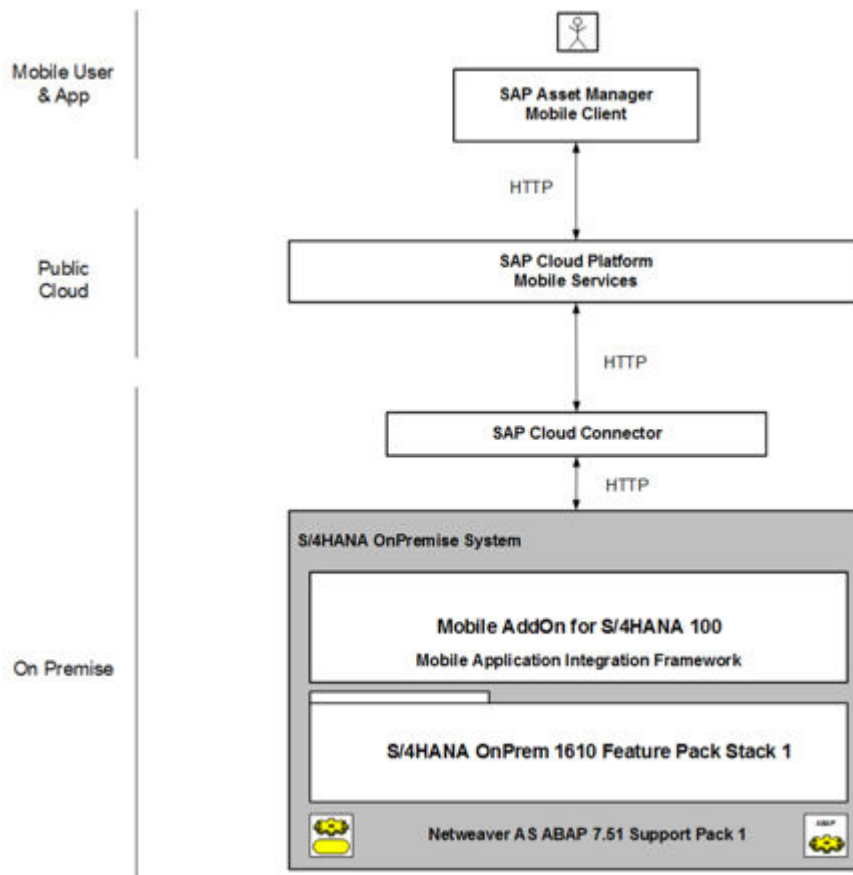 Mobile User
& App
SAP Asset Manager
Mobile Client
HTTP
Public
Cloud
SAP Cloud Platform
Mobile Services
HTTP
SAP Cloud Connector
HTTP
On Premise
S/4HANA OnPremise System
Mobile AddOn for S/4HANA 100
Mobile Application Integration Framework
S/4HANA OnPrem 1610 Feature Pack Stack 1
Netweaver AS ABAP 7.51 Support Pack 1
ABAP